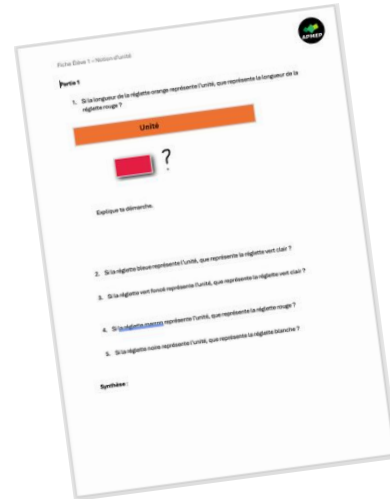 Fiche Élève 1 – Notion d'unité
APMEP
Partie 1
1. Si la longueur de la réglette orange représente l'unité, que représente la longueur de la
réglette rouge ?
Unité
?
Explique ta démarche.
2. Si la réglette bleue représente l'unité, que représente la réglette vert clair ?
3. Si la réglette vert foncé représente l'unité, que représente la réglette vert clair ?
4. Si la réglette marron représente l'unité, que représente la réglette rouge ?
5. Si la réglette noire représente l'unité, que représente la réglette blanche ?
Synthèse :